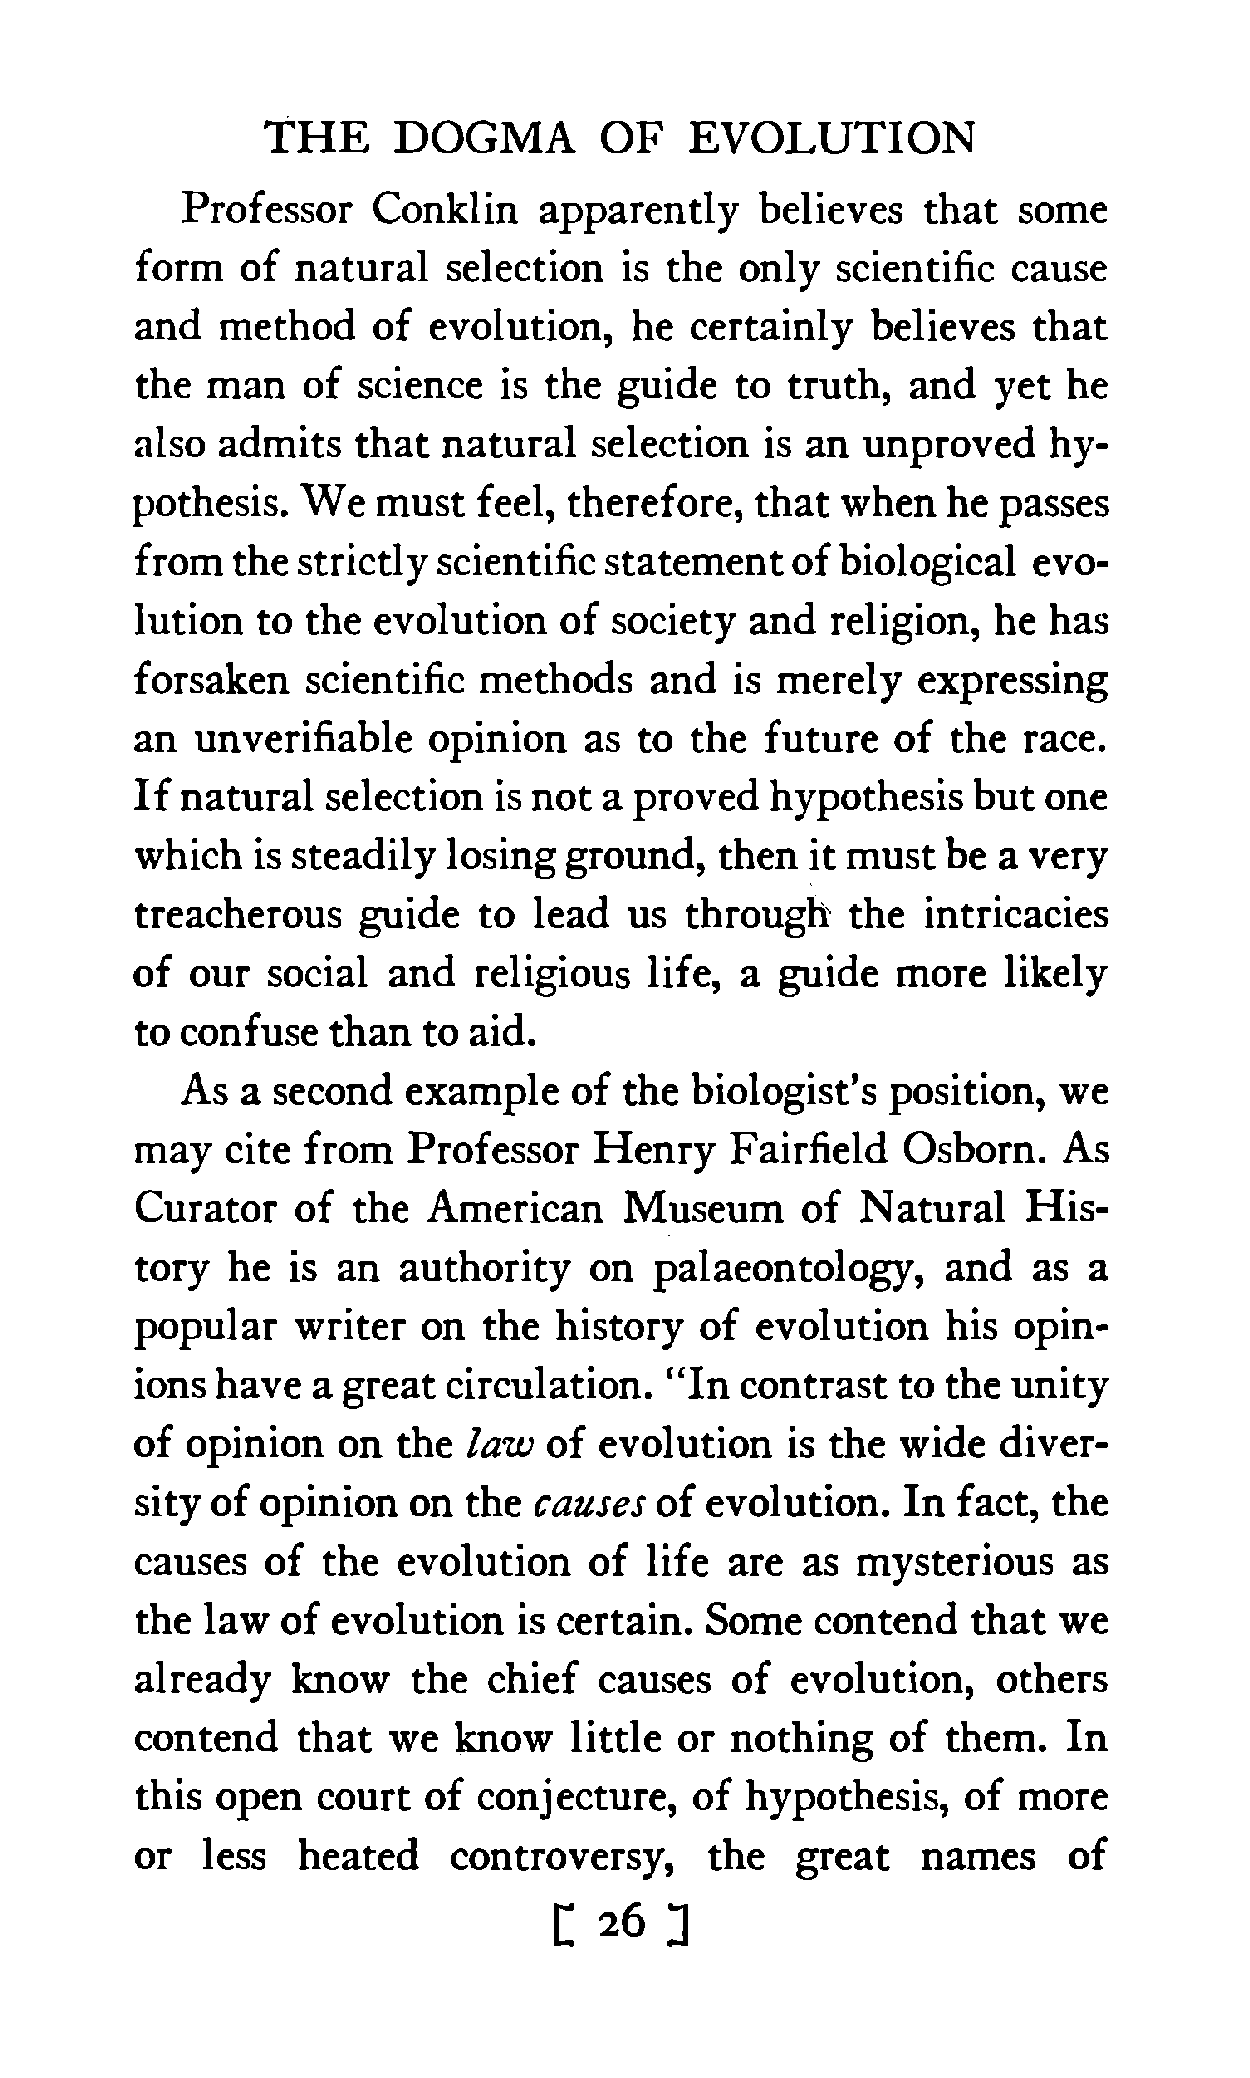 THE DOGMA OF EVOLUTION
Professor Conklin apparently believes that some
form of natural selection is the only scientific cause
and method of evolution, he certainly believes that
the man of science is the guide to truth, and yet he
also admits that natural selection is an unproved hy-
pothesis. We must feel, therefore, that when he passes
from the strictly scientific statement of biological evo-
lution to the evolution of society and religion, he has
forsaken scientific methods and is merely expressing
an unverifiable opinion as to the future of the race.
If natural selection is not a proved hypothesis but one
which is steadily losing ground, then it must be a very
treacherous guide to lead us through the intricacies
of our social and religious life, a guide more likely
to confuse than to aid.
As a second example of the biologist's position, we
may cite from Professor Henry Fairfield Osborn. As
Curator of the American Museum of Natural His-
tory he is an authority on palaeontology, and as a
popular writer on the history of evolution his opin-
ions have a great circulation. "In contrast to the unity
of opinion on the law of evolution is the wide diver-
sity of opinion on the causes of evolution. In fact, the
causes of the evolution of life are as mysterious as
the law of evolution is certain. Some contend that we
already know the chief causes of evolution, others
contend that we know little or nothing of them. In
this open court of conjecture, of hypothesis, of more
or less heated controversy, the great names of
[ 26 ]